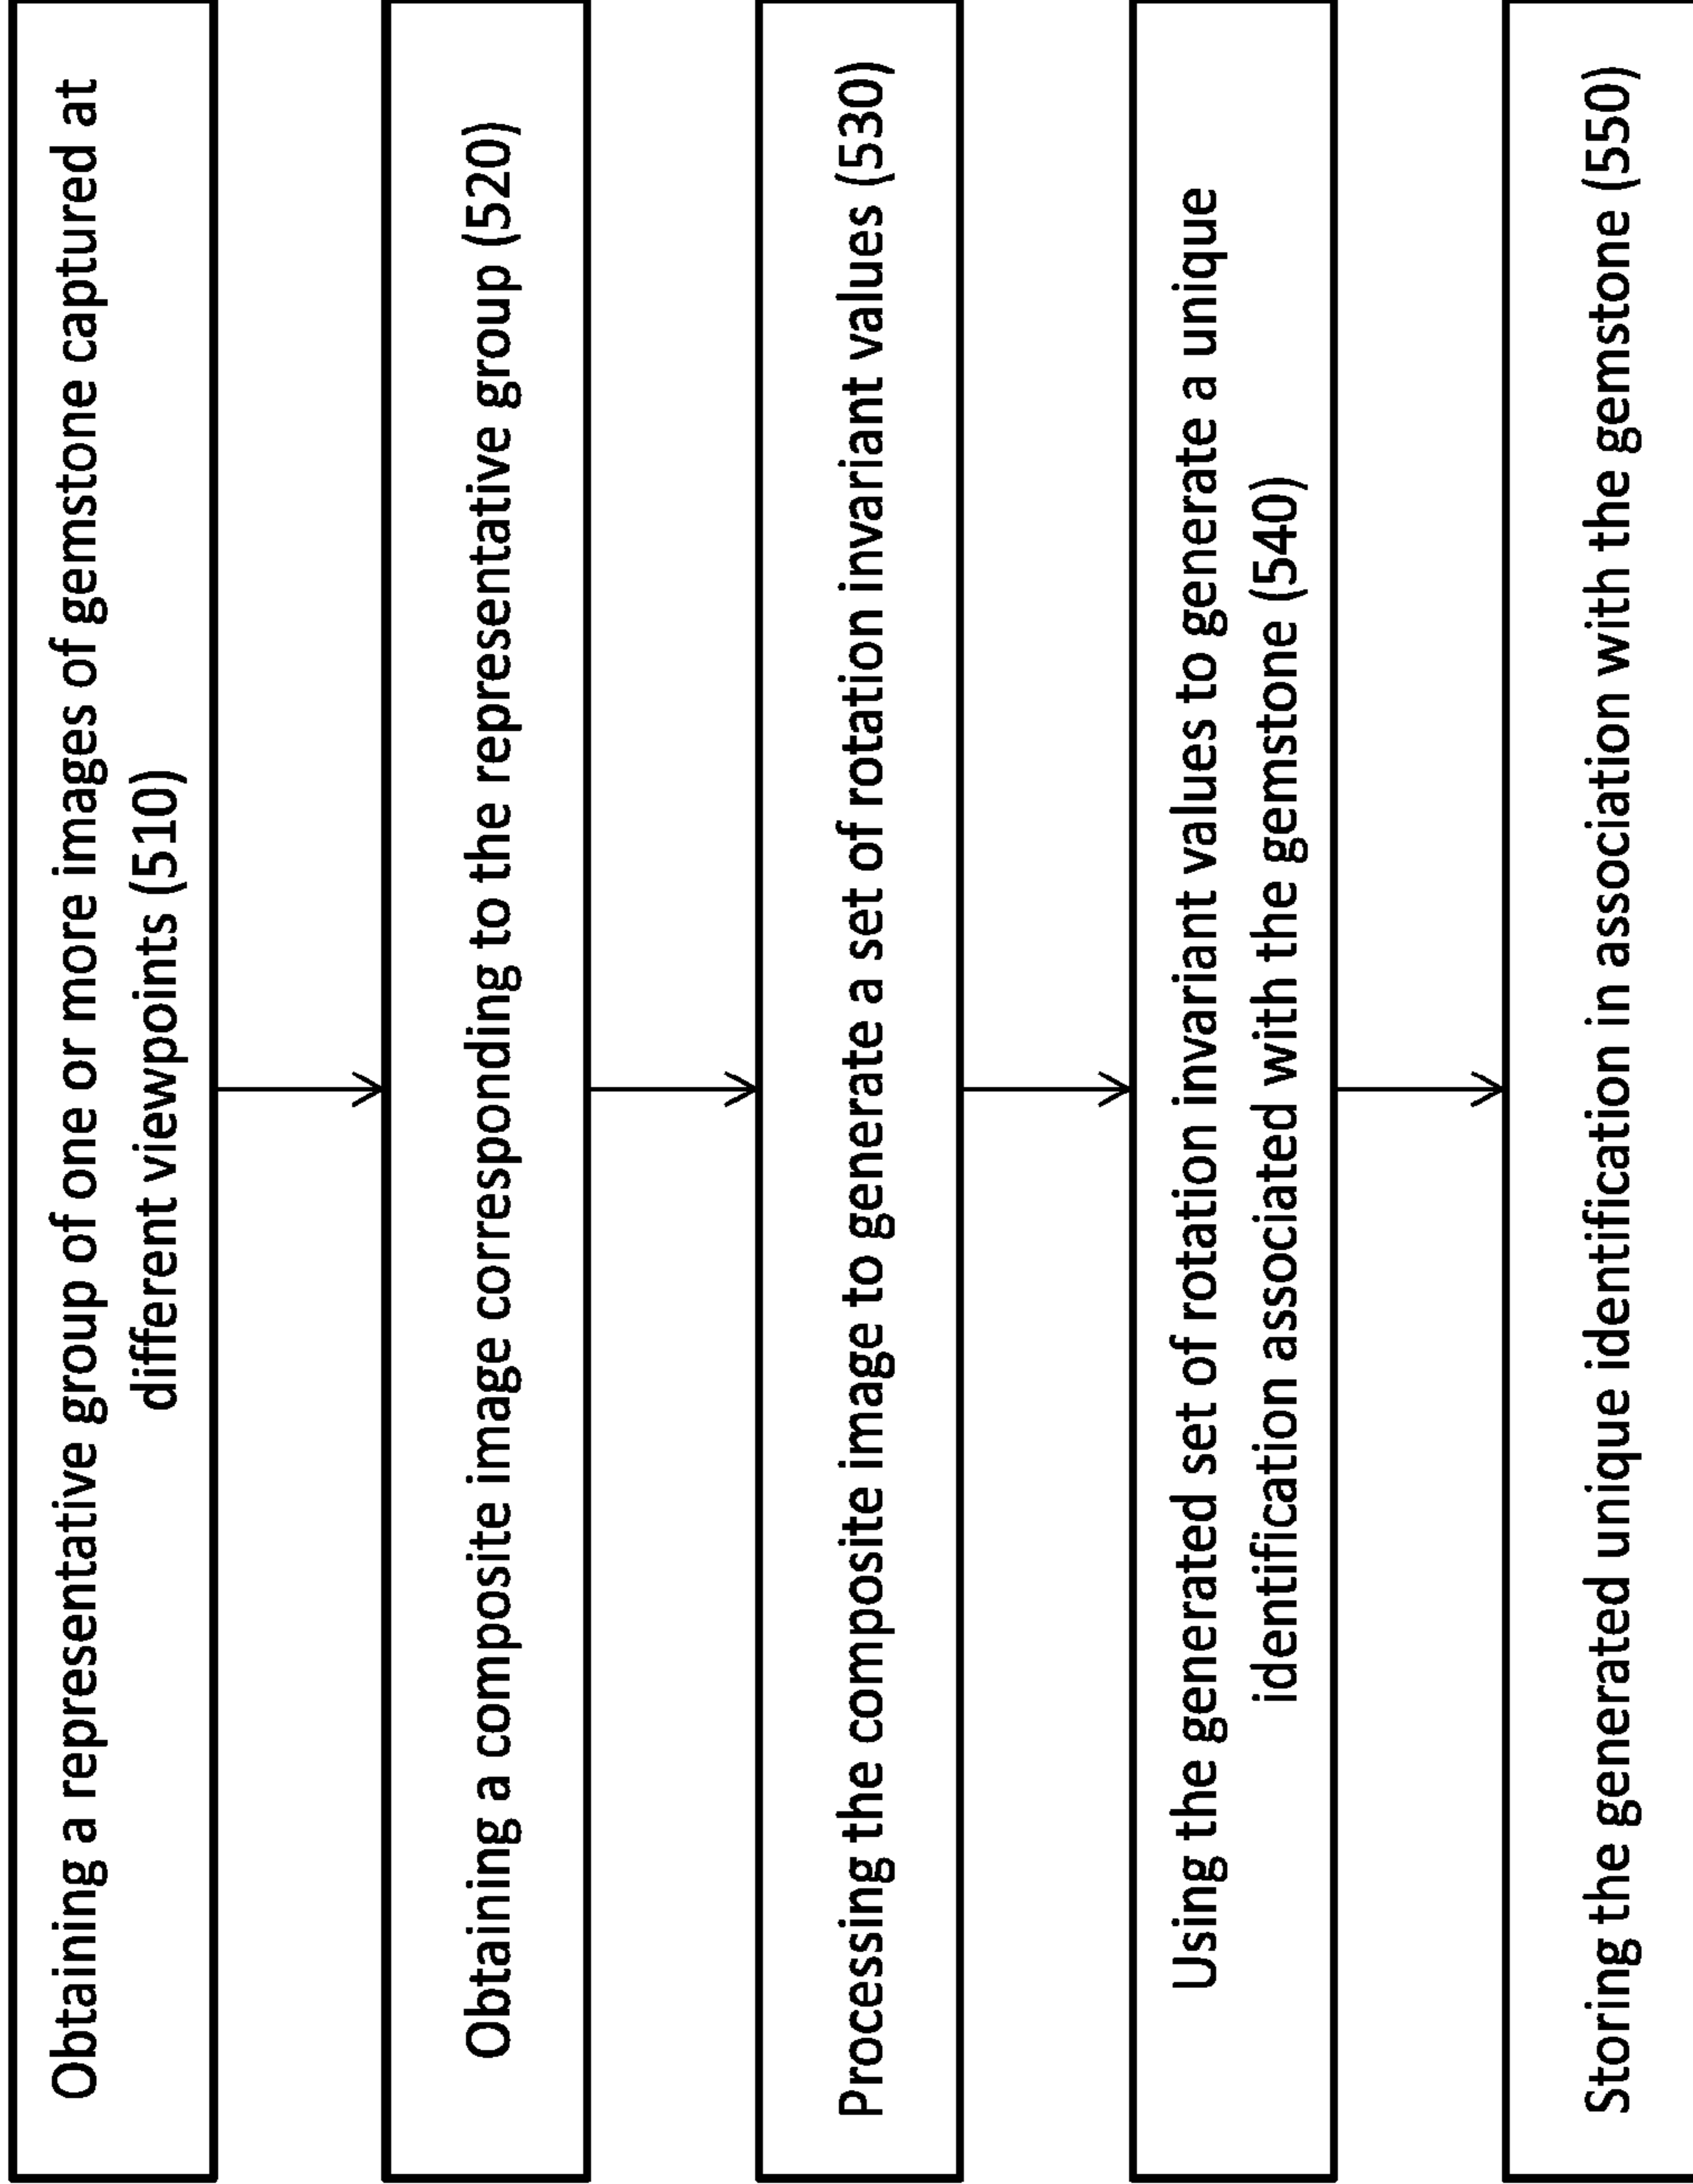 Obtaining a representative group of one or more images of gemstone captured at
different viewpoints (510)
Obtaining a composite image corresponding to the representative group (520)
Processing the composite image to generate a set of rotation invariant values (530)
Using the generated set of rotation invariant values to generate a unique
identification associated with the gemstone (540)
Storing the generated unique identification in association with the gemstone (550)